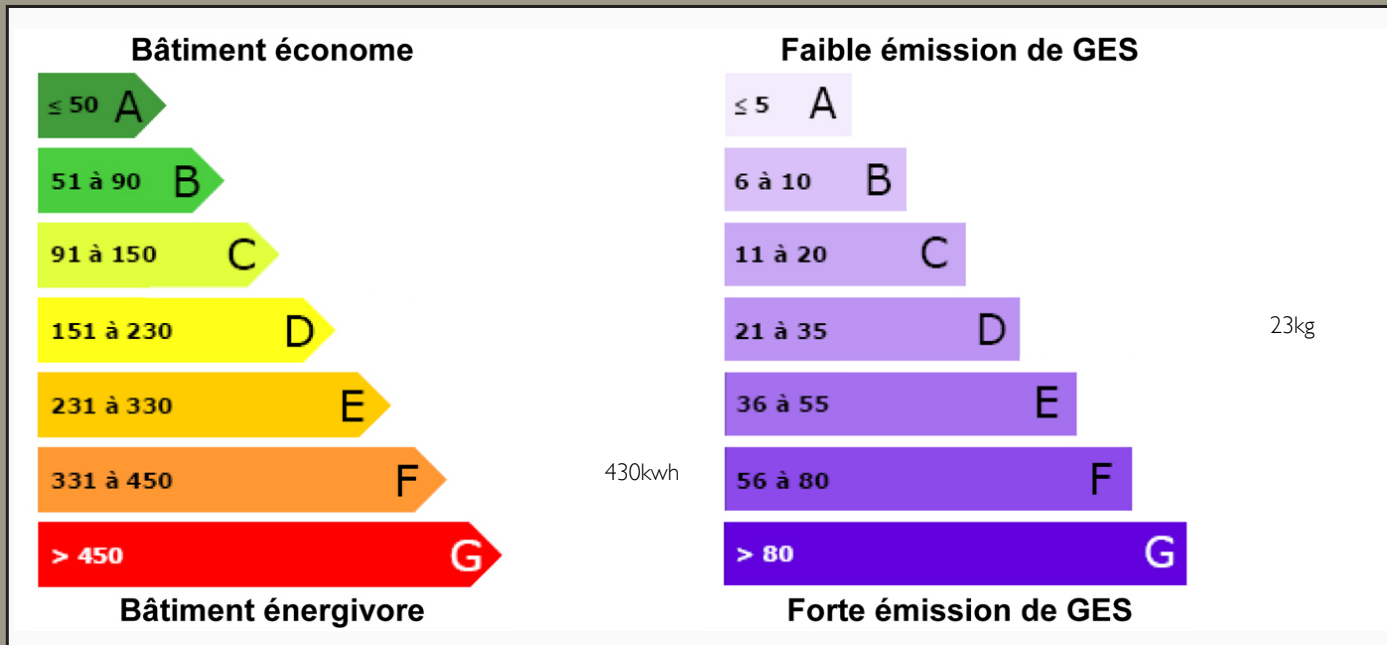 Bâtiment économe
≤ 50 A
51 à 90 B
91 à 150 C
151 à 230 D
231 à 330 E
331 à 450 F
430kwh
> 450 G
Bâtiment énergivore
Faible émission de GES
≤ 5 A
6 à 10 B
11 à 20 C
21 à 35 D
23kg
36 à 55 E
56 à 80 F
> 80 G
Forte émission de GES